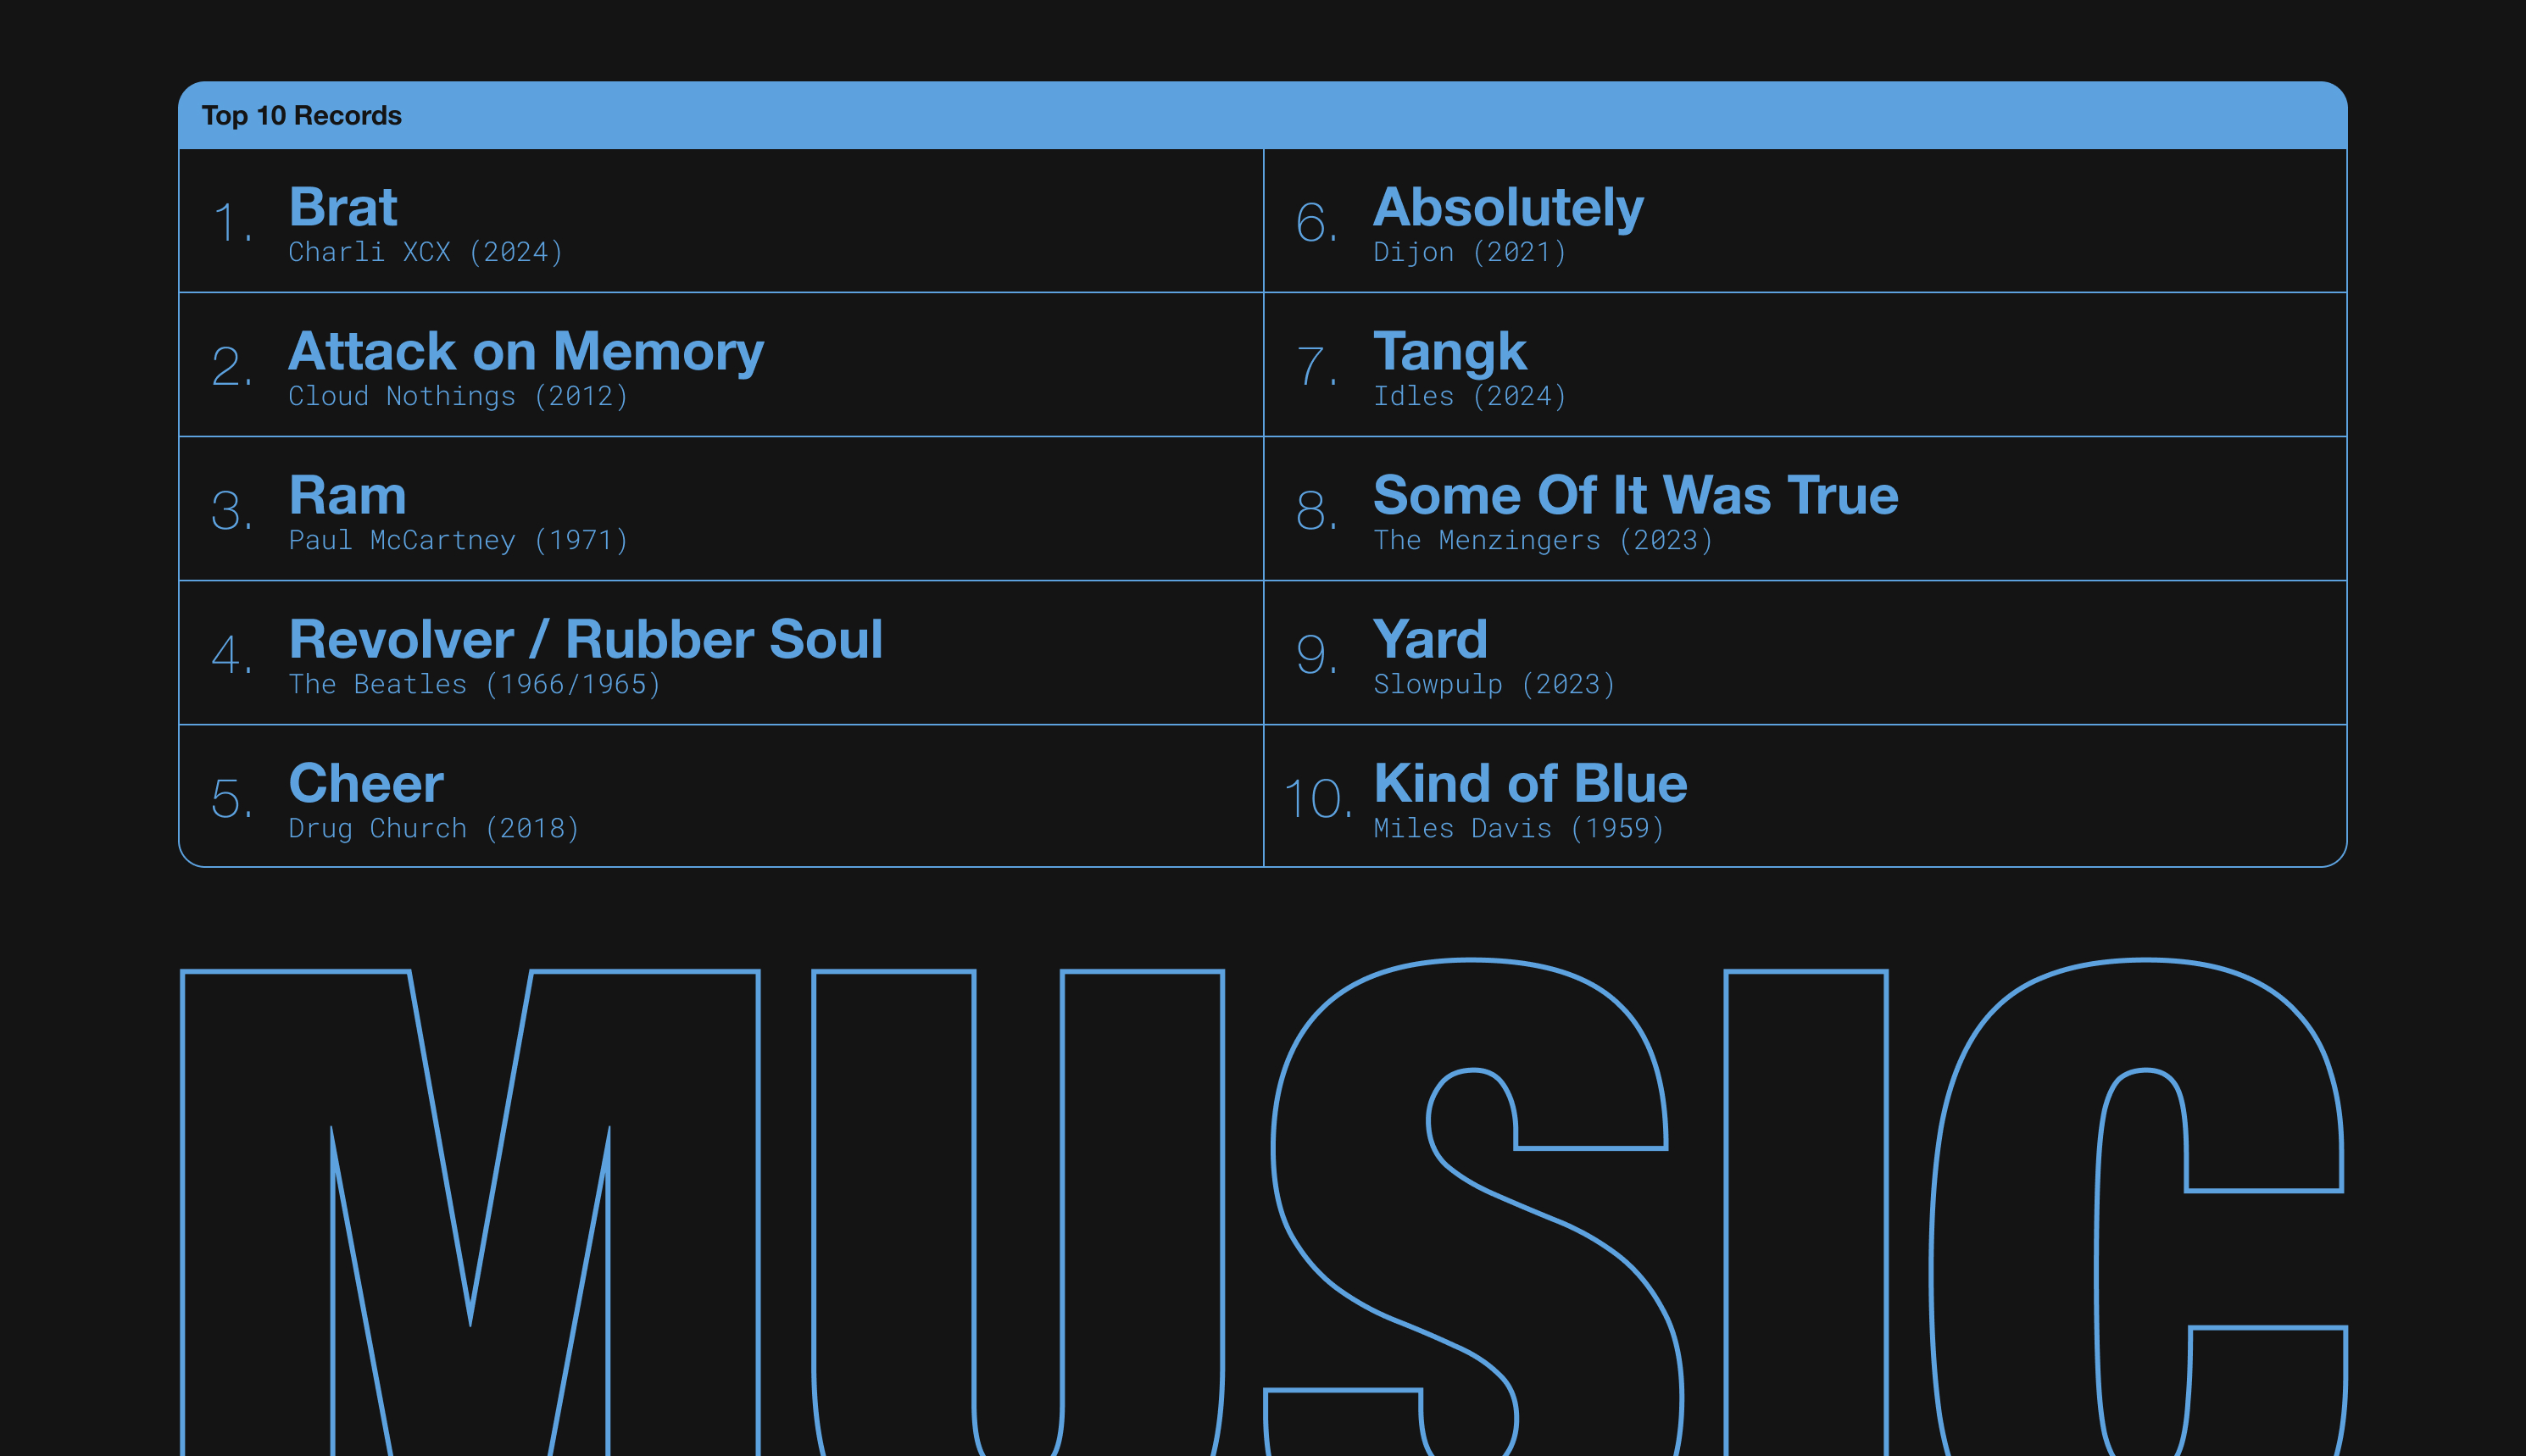 Top 10 Records
1. Brat
Charli XCX (2024)
2. Attack on Memory
Cloud Nothings (2012)
3. Ram
Paul McCartney (1971)
4. Revolver / Rubber Soul
The Beatles (1966/1965)
5. Cheer
Drug Church (2018)
6. Absolutely
Dijon (2021)
7. Tangk
Idles (2024)
8. Some Of It Was True
The Menzingers (2023)
9. Yard
Slowpulp (2023)
10. Kind of Blue
Miles Davis (1959)
MUSIC